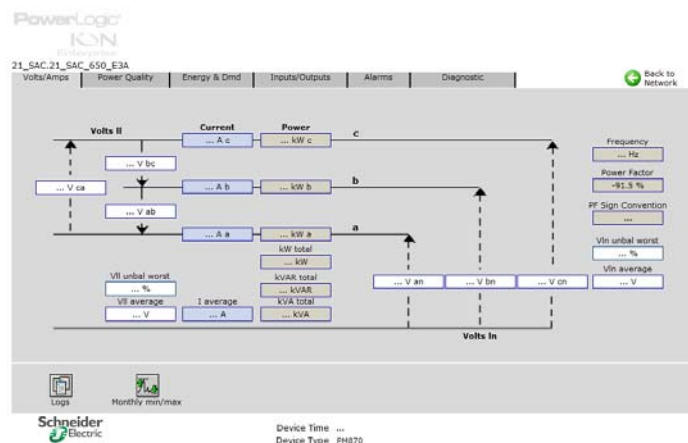 PowerLogic®
ION
Enterprise
21_SAC.21_SAC_650_E3A
Volts/Amps Power Quality Energy & Dmd Inputs/Outputs Alarms Diagnostic
Back to
Network
Volts ll Current Power
... A c ... kW c c
... V bc
... V ca
... A b ... kW b b
... V ab
... A a ... kW a a
kW total
... kW
Vll unbal worst kVAR total
... % ... kVAR
Vll average I average kVA total
... V ... A ... kVA
... V an ... V bn ... V cn
Volts ln
Frequency
... Hz
Power Factor
-91.5 %
PF Sign Convention
...
Vln unbal worst
... %
Vln average
... V
Logs Monthly min/max
Schneider
Electric
Device Time ...
Device Type PM870